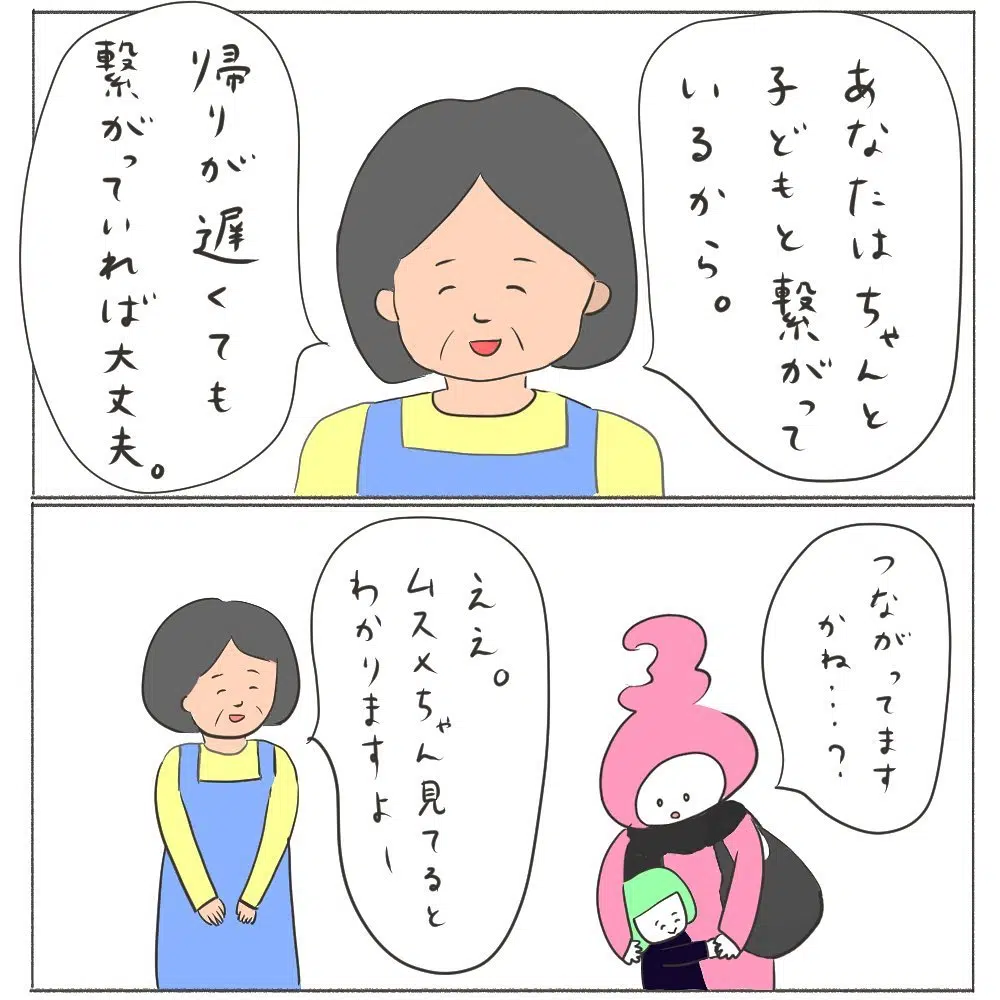 あなたはちゃんと
子どもと繋がって
いるから。
帰りが遅くても
繋がっていれば大丈夫。
つながってます
かね……?
ええ。
ムスメちゃん見てると
わかりますよー